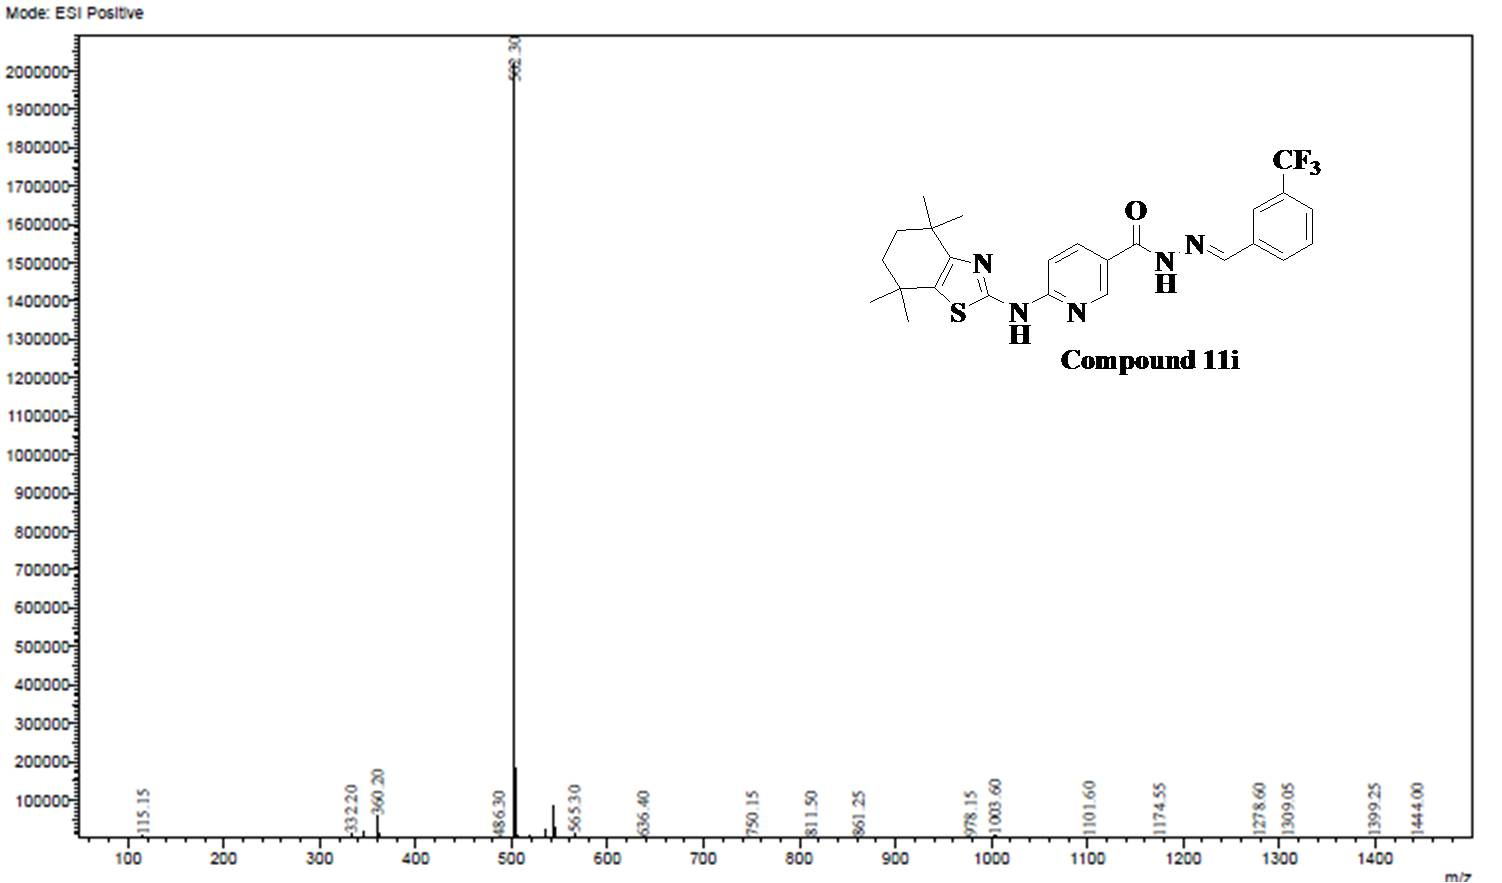 Mode: ESI Positive
502.30
2000000
1900000
1800000
1700000
1600000
1500000
1400000
1300000
1200000
1100000
1000000
900000
800000
700000
600000
500000
400000
300000
200000
100000
CF3
O
N
N
N
H
S
N
H
N
Compound 11i
115.15
332.20
360.20
486.30
565.30
636.40
750.15
811.50
861.25
978.15
1003.60
1101.60
1174.55
1278.60
1309.05
1399.25
1444.00
100 200 300 400 500 600 700 800 900 1000 1100 1200 1300 1400
m/z